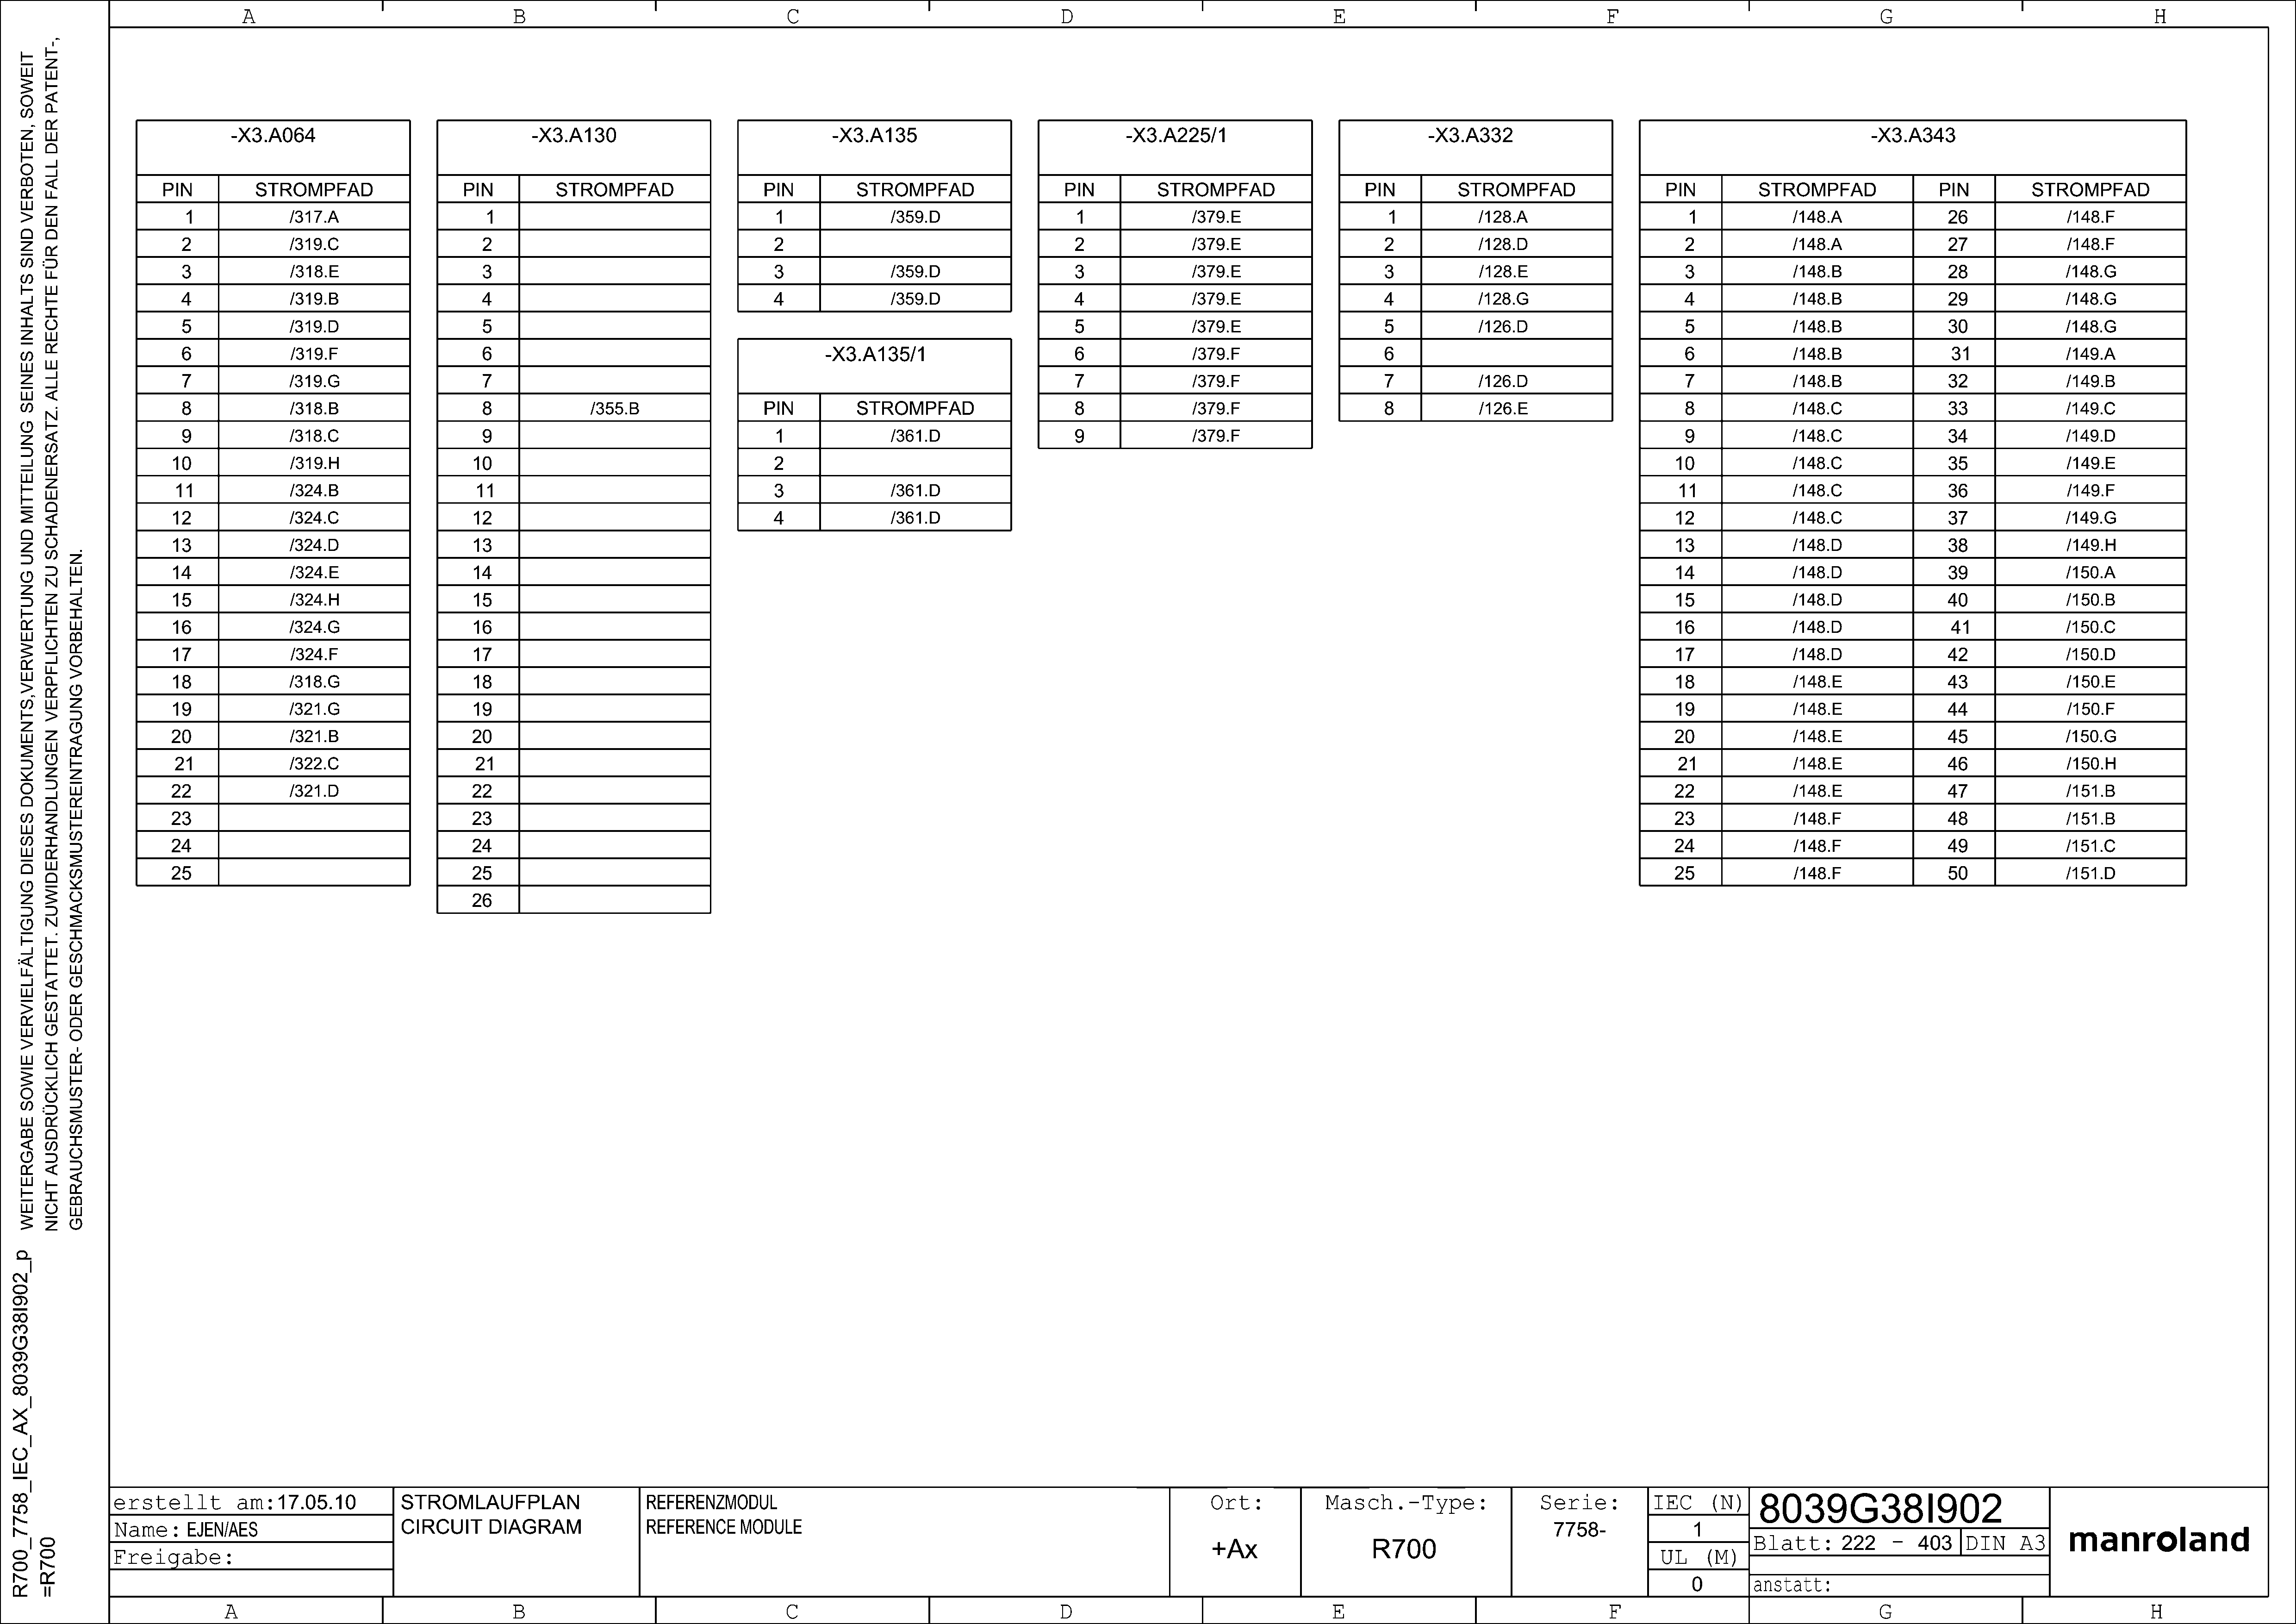 A B C D E F G H
WEITERGABE SOWIE VERVIELFÄLTIGUNG DIESES DOKUMENTS,VERWERTUNG UND MITTEILUNG SEINES INHALTS SIND VERBOTEN, SOWEIT
NICHT AUSDRÜCKLICH GESTATTET. ZUWIDERHANDLUNGEN VERPFLICHTEN ZU SCHADENERSATZ. ALLE RECHTE FÜR DEN FALL DER PATENT-,
GEBRAUCHSMUSTER- ODER GESCHMACKSMUSTEREINTRAGUNG VORBEHALTEN.
R700_7758_IEC_AX_8039G38I902_p
=R700
-X3.A064
PIN STROMPFAD
1 /317.A
2 /319.C
3 /318.E
4 /319.B
5 /319.D
6 /319.F
7 /319.G
8 /318.B
9 /318.C
10 /319.H
11 /324.B
12 /324.C
13 /324.D
14 /324.E
15 /324.H
16 /324.G
17 /324.F
18 /318.G
19 /321.G
20 /321.B
21 /322.C
22 /321.D
23
24
25
-X3.A130
PIN STROMPFAD
1
2
3
4
5
6
7
8 /355.B
9
10
11
12
13
14
15
16
17
18
19
20
21
22
23
24
25
26
-X3.A135
PIN STROMPFAD
1 /359.D
2
3 /359.D
4 /359.D
-X3.A135/1
PIN STROMPFAD
1 /361.D
2
3 /361.D
4 /361.D
-X3.A225/1
PIN STROMPFAD
1 /379.E
2 /379.E
3 /379.E
4 /379.E
5 /379.E
6 /379.F
7 /379.F
8 /379.F
9 /379.F
-X3.A332
PIN STROMPFAD
1 /128.A
2 /128.D
3 /128.E
4 /128.G
5 /126.D
6
7 /126.D
8 /126.E
-X3.A343
PIN STROMPFAD PIN STROMPFAD
1 /148.A 26 /148.F
2 /148.A 27 /148.F
3 /148.B 28 /148.G
4 /148.B 29 /148.G
5 /148.B 30 /148.G
6 /148.B 31 /149.A
7 /148.B 32 /149.B
8 /148.C 33 /149.C
9 /148.C 34 /149.D
10 /148.C 35 /149.E
11 /148.C 36 /149.F
12 /148.C 37 /149.G
13 /148.D 38 /149.H
14 /148.D 39 /150.A
15 /148.D 40 /150.B
16 /148.D 41 /150.C
17 /148.D 42 /150.D
18 /148.E 43 /150.E
19 /148.E 44 /150.F
20 /148.E 45 /150.G
21 /148.E 46 /150.H
22 /148.E 47 /151.B
23 /148.F 48 /151.B
24 /148.F 49 /151.C
25 /148.F 50 /151.D
erstellt am:17.05.10
Name: EJEN/AES
Freigabe:
STROMLAUFPLAN
CIRCUIT DIAGRAM
REFERENZMODUL
REFERENCE MODULE
Ort:
+Ax
Masch.-Type:
R700
Serie:
7758-
IEC (N)
1
UL (M)
0
8039G38I902
Blatt: 222 - 403 DIN A3
anstatt:
manroland
A B C D E F G H